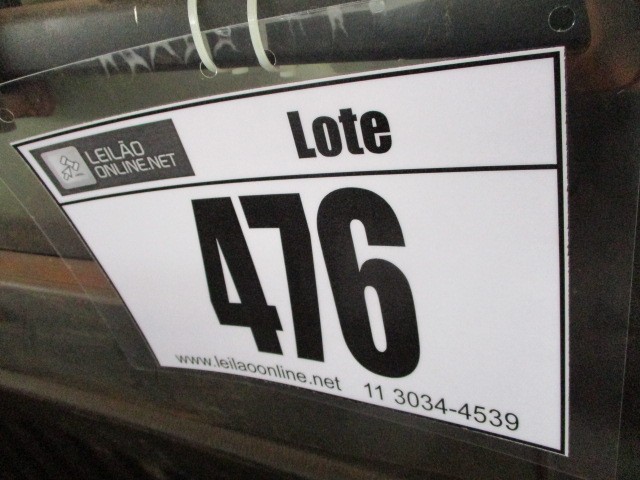 LEILÃO
ONLINE.NET
Lote
476
www.leilaoonline.net 11 3034-4539